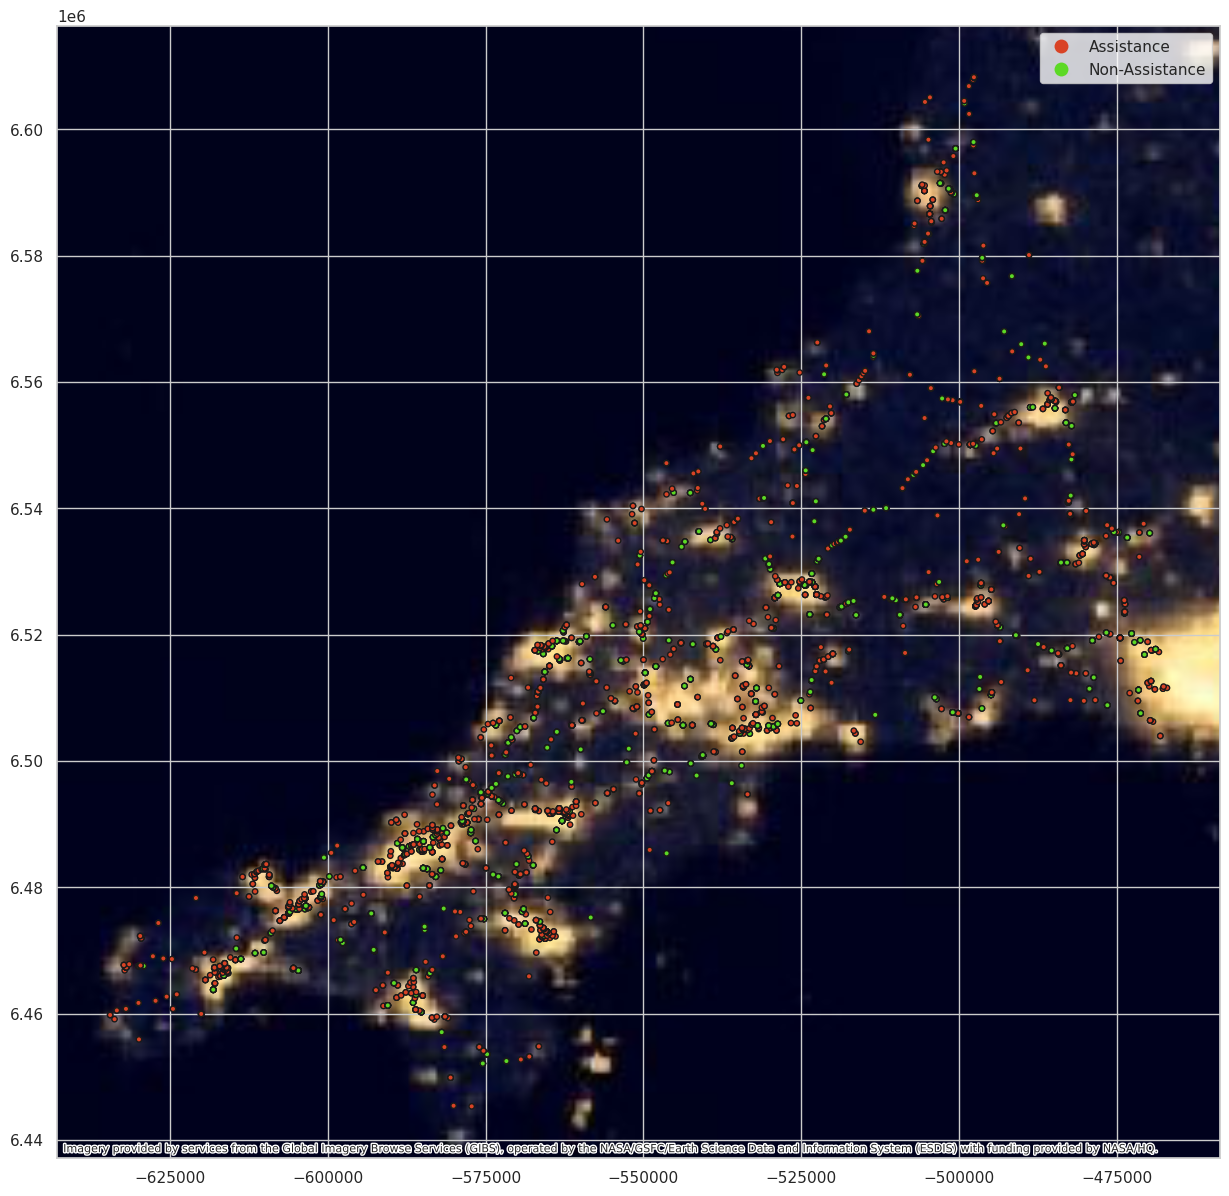 1e6
Assistance
Non-Assistance
6.60
6.58
6.56
6.54
6.52
6.50
6.48
6.46
6.44
Imagery provided by services from the Global Imagery Browse Services (GIBS), operated by the NASA/GSFC/Earth Science Data and Information System (ESDIS) with funding provided by NASA/HQ.
−625000 −600000 −575000 −550000 −525000 −500000 −475000